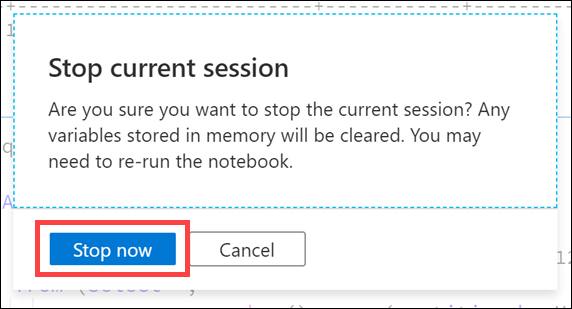 Stop current session
Are you sure you want to stop the current session? Any
variables stored in memory will be cleared. You may
need to re-run the notebook.
Stop now
Cancel